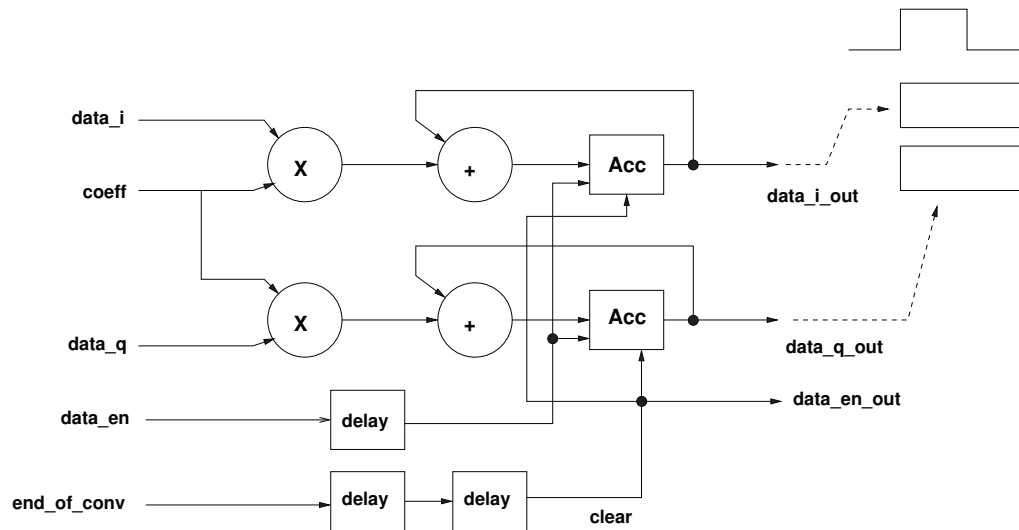 data_i
X
+
Acc
coeff
data_i_out
data_q
X
+
Acc
data_q_out
data_en
delay
data_en_out
end_of_conv
delay
delay
clear